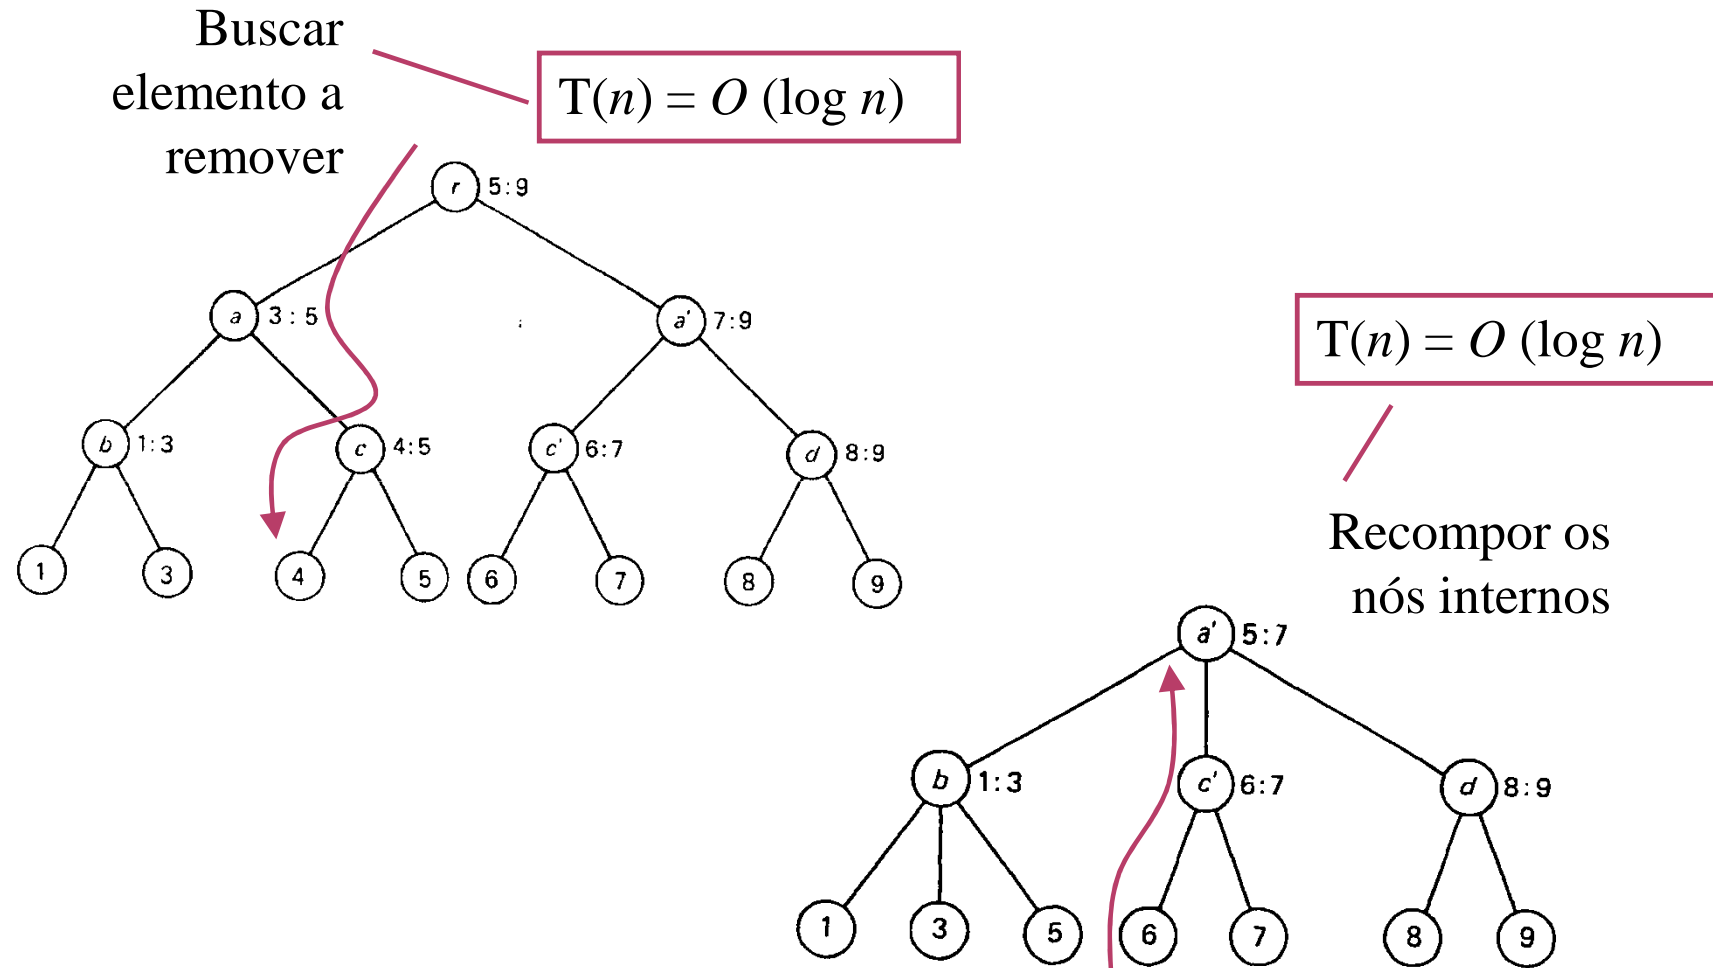 Buscar
elemento a
remover
T(n) = O (log n)
r 5:9
a 3:5
a' 7:9
b 1:3
c 4:5
c' 6:7
d 8:9
1 3 4 5 6 7 8 9
T(n) = O (log n)
Recompor os
nós internos
a' 5:7
b 1:3
c' 6:7
d 8:9
1 3 5 6 7 8 9